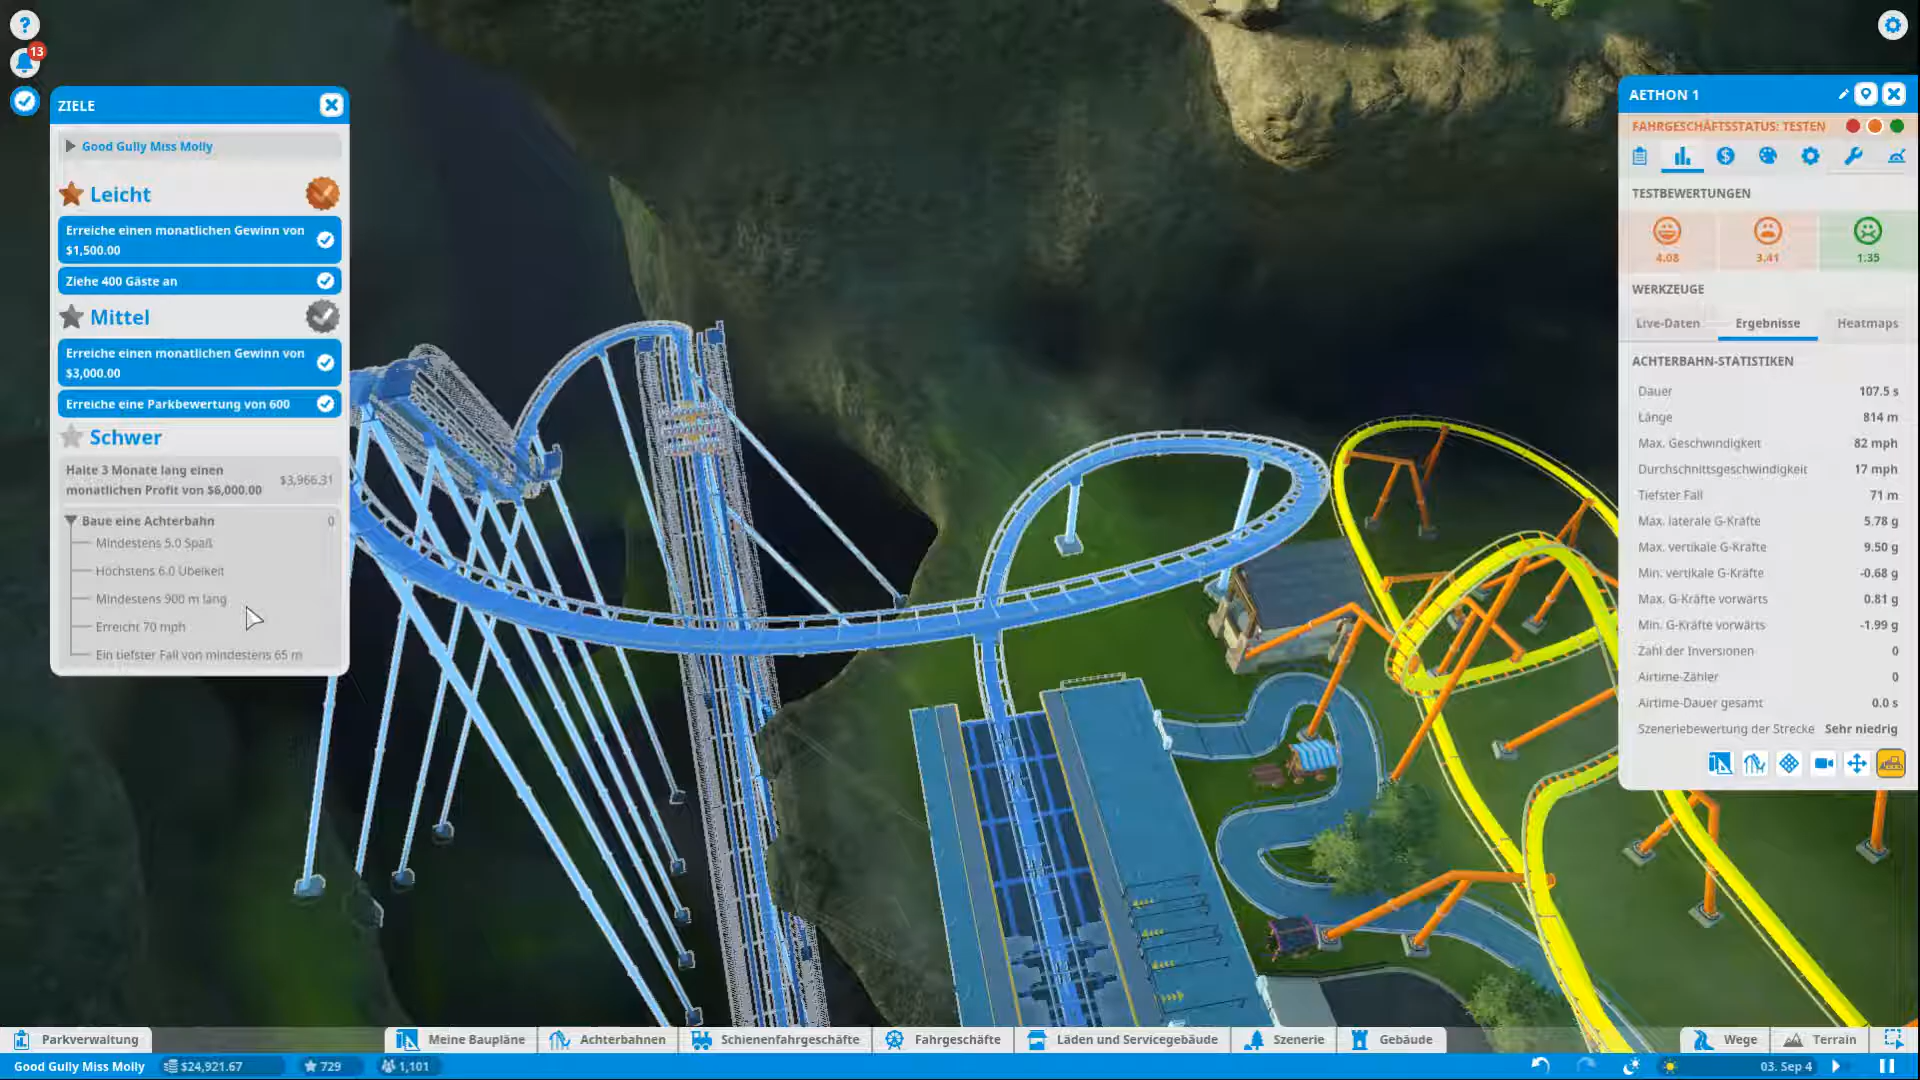 13
ZIELE
Good Gully Miss Molly
Leicht
Erreiche einen monatlichen Gewinn von
$1,500.00
Ziehe 400 Gäste an
Mittel
Erreiche einen monatlichen Gewinn von
$3,000.00
Erreiche eine Parkbewertung von 600
Schwer
Halte 3 Monate lang einen
monatlichen Profit von $6,000.00
$3,966.31
Baue eine Achterbahn 0
Mindestens 5.0 Spaß
Höchstens 6.0 Übelkeit
Mindestens 900 m lang
Erreicht 70 mph
Ein tiefster Fall von mindestens 65 m
AETHON 1
FAHRGESCHÄFTSSTATUS: TESTEN
TESTBEWERTUNGEN
4.08 3.41 1.35
WERKZEUGE
Live-Daten Ergebnisse Heatmaps
ACHTERBAHN-STATISTIKEN
Dauer 107.5 s
Länge 814 m
Max. Geschwindigkeit 82 mph
Durchschnittsgeschwindigkeit 17 mph
Tiefster Fall 71 m
Max. laterale G-Kräfte 5.78 g
Max. vertikale G-Kräfte 9.50 g
Min. vertikale G-Kräfte -0.68 g
Max. G-Kräfte vorwärts 0.81 g
Min. G-Kräfte vorwärts -1.99 g
Zahl der Inversionen 0
Airtime-Zähler 0
Airtime-Dauer gesamt 0.0 s
Szeneriebewertung der Strecke Sehr niedrig
Parkverwaltung Meine Baupläne Achterbahnen Schienenfahrgeschäfte Fahrgeschäfte Läden und Servicegebäude Szenerie Gebäude Wege Terrain
Good Gully Miss Molly $24,921.67 729 1,101 03. Sep 4